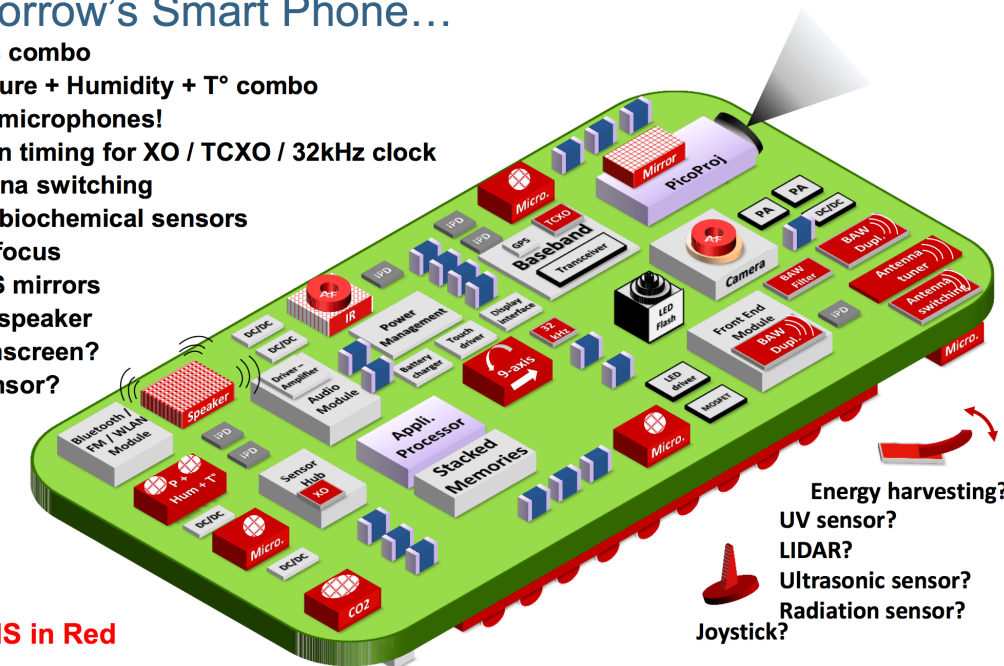 orrow's Smart Phone…
combo
ure + Humidity + T° combo
microphones!
n timing for XO / TCXO / 32kHz clock
na switching
biochemical sensors
focus
S mirrors
speaker
nscreen?
nsor?
Mirror
PicoProj
Micro.
PA
PA
DC/DC
IPD
TCXO
IPD
GPS
Baseband
Transceiver
AF
Camera
BAW
Dupl.
Antenna
tuner
BAW
Filter
Antenna
switching
IPD
AF
IR
Display
interface
LED
Flash
IPD
Front End
Module
BAW
Dupl.
Micro.
Power
Management
32
kHz
DC/DC
DC/DC
Touch
driver
9-axis
Battery
charger
Driver-
Amplifier
Audio
Module
LED
driver
MOSFET
Speaker
Bluetooth /
FM / WLAN
Module
Appli.
Processor
Micro.
IPD
IPD
Stacked
Memories
P +
Hum + T°
Sensor
Hub
XO
DC/DC
Micro.
DC/DC
CO2
Energy harvesting?
UV sensor?
LIDAR?
Ultrasonic sensor?
Radiation sensor?
Joystick?
MS in Red